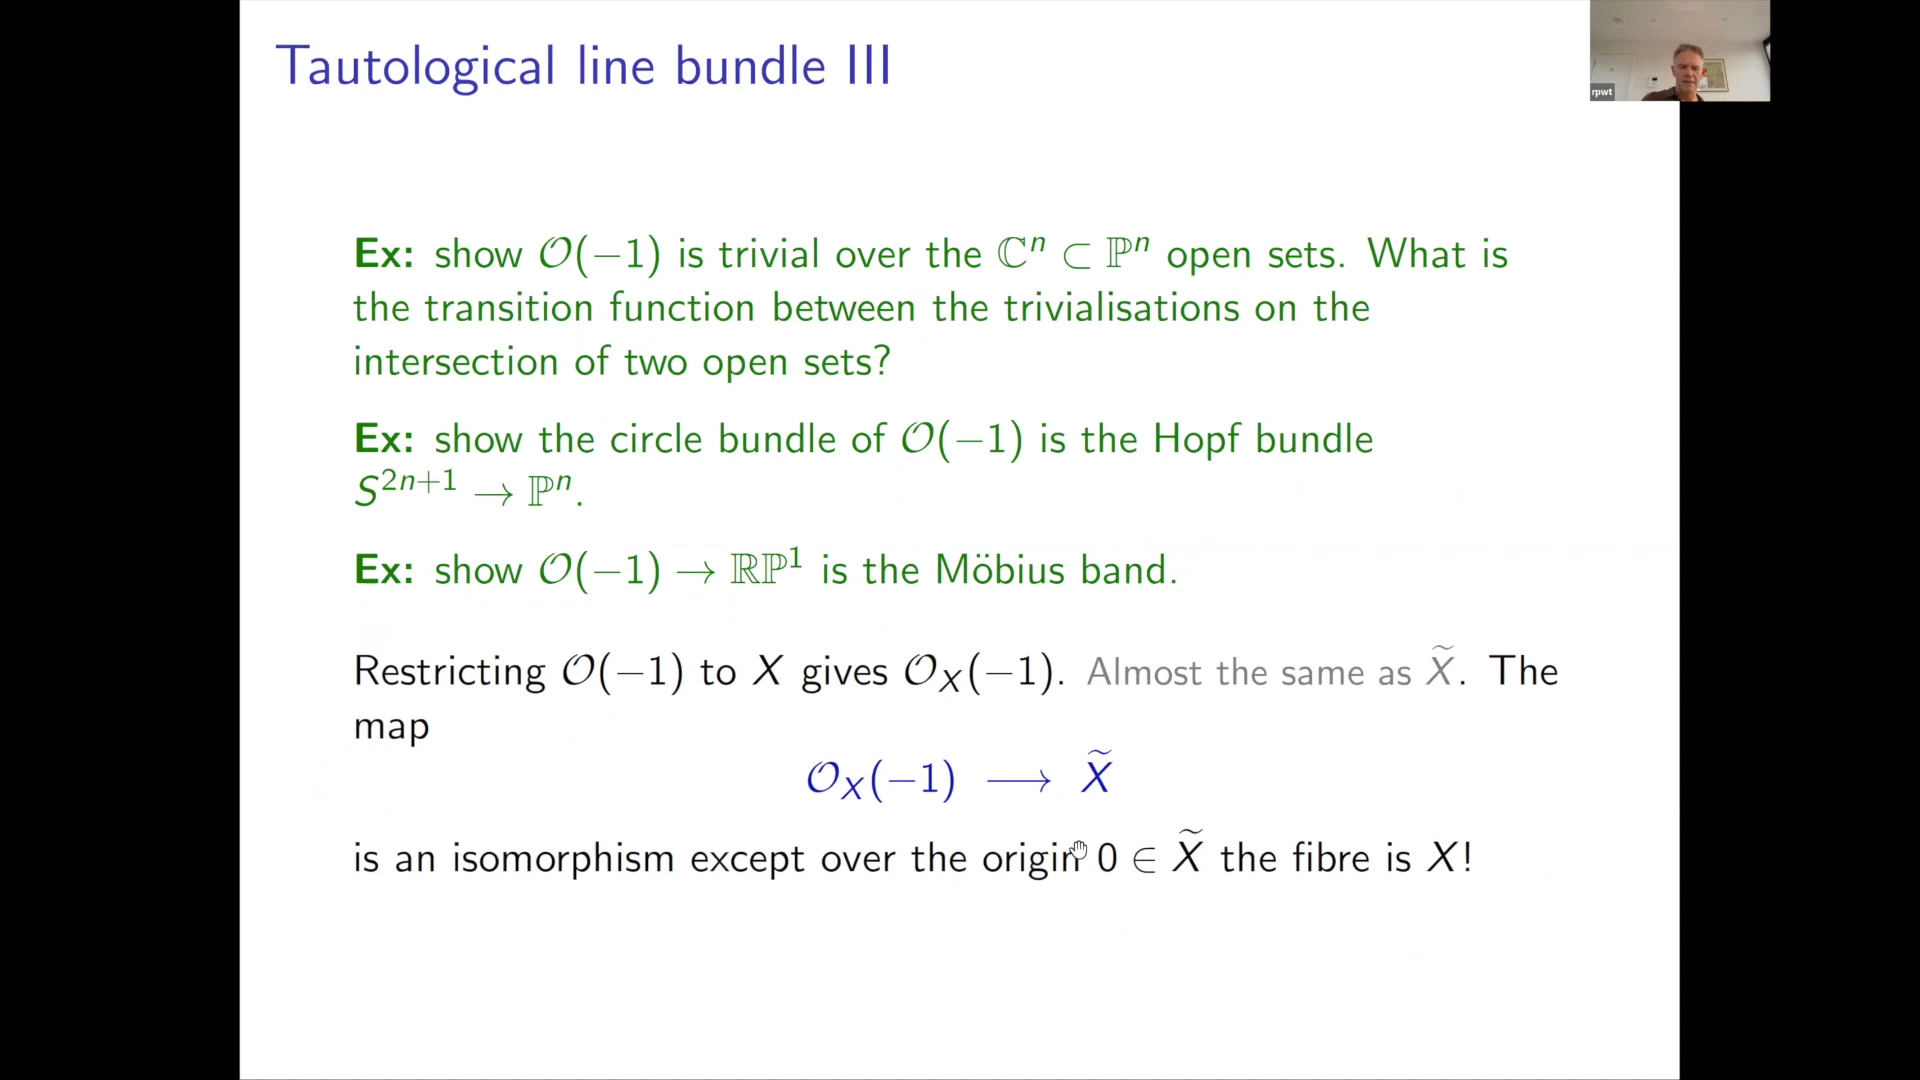 Tautological line bundle III
rpwt
Ex: show 𝒪(−1) is trivial over the ℂⁿ ⊂ ℙⁿ open sets. What is
the transition function between the trivialisations on the
intersection of two open sets?
Ex: show the circle bundle of 𝒪(−1) is the Hopf bundle
S²ⁿ⁺¹ → ℙⁿ.
Ex: show 𝒪(−1) → ℝℙ¹ is the Möbius band.
Restricting 𝒪(−1) to X gives 𝒪_X(−1). Almost the same as X̃. The
map
𝒪_X(−1) ⟶ X̃
is an isomorphism except over the origin 0 ∈ X̃ the fibre is X!